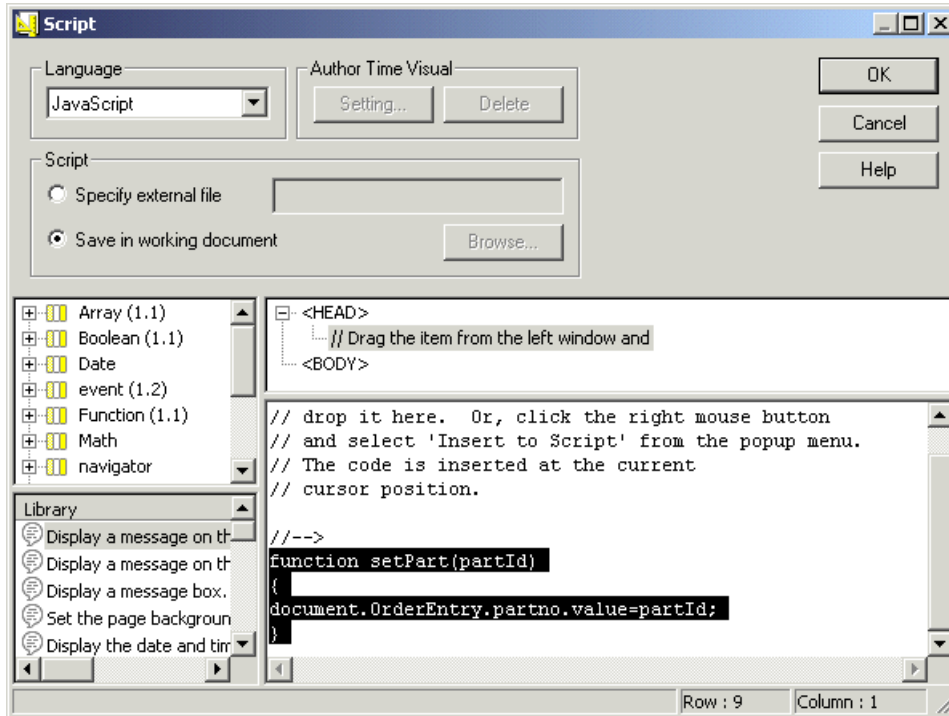 Script
Language
JavaScript
Author Time Visual
Setting...
Delete
OK
Cancel
Help
Script
Specify external file
Save in working document
Browse...
Array (1.1)
Boolean (1.1)
Date
event (1.2)
Function (1.1)
Math
navigator
<HEAD>
// Drag the item from the left window and
<BODY>
Library
Display a message on th
Display a message on th
Display a message box.
Set the page backgroun
Display the date and tim
// drop it here.  Or, click the right mouse button
// and select 'Insert to Script' from the popup menu.
// The code is inserted at the current
// cursor position.
//-->
function setPart(partId)
{
document.OrderEntry.partno.value=partId;
}
Row : 9
Column : 1